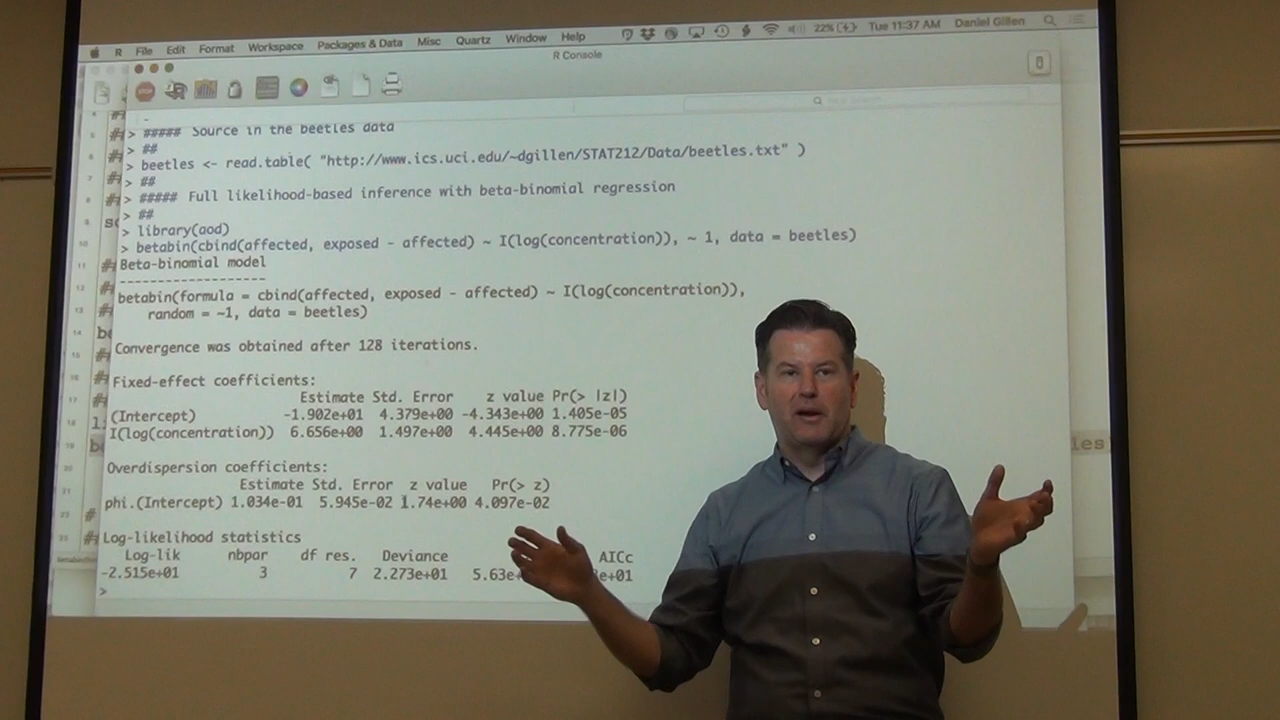 R File Edit Format Workspace Packages & Data Misc Quartz Window Help 22% Tue 11:37 AM Daniel Gillen
R Console
STOP
> ##### Source in the beetles data
> ##
> beetles <- read.table( "http://www.ics.uci.edu/~dgillen/STAT212/Data/beetles.txt" )
> ##
> ##### Full likelihood-based inference with beta-binomial regression
> ##
> library(aod)
> betabin(cbind(affected, exposed - affected) ~ I(log(concentration)), ~ 1, data = beetles)
Beta-binomial model
-------------------
betabin(formula = cbind(affected, exposed - affected) ~ I(log(concentration)),
random = ~1, data = beetles)
Convergence was obtained after 128 iterations.
Fixed-effect coefficients:
Estimate Std. Error z value Pr(> |z|)
(Intercept) -1.902e+01 4.379e+00 -4.343e+00 1.405e-05
I(log(concentration)) 6.656e+00 1.497e+00 4.445e+00 8.775e-06
Overdispersion coefficients:
Estimate Std. Error z value Pr(> z)
phi.(Intercept) 1.034e-01 5.945e-02 1.74e+00 4.097e-02
Log-likelihood statistics
Log-lik nbpar df res. Deviance AICc
-2.515e+01 3 7 2.273e+01 5.63e+ e+01
>